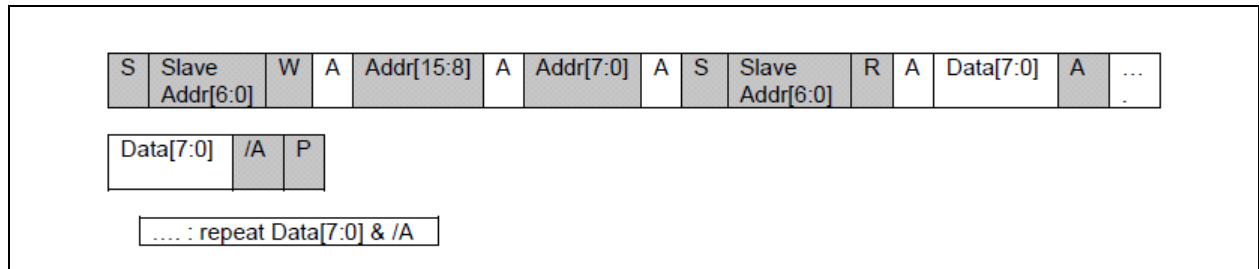 S Slave W A Addr[15:8] A Addr[7:0] A S Slave R A Data[7:0] A ...
Addr[6:0] Addr[6:0] .
Data[7:0] /A P
.... : repeat Data[7:0] & /A